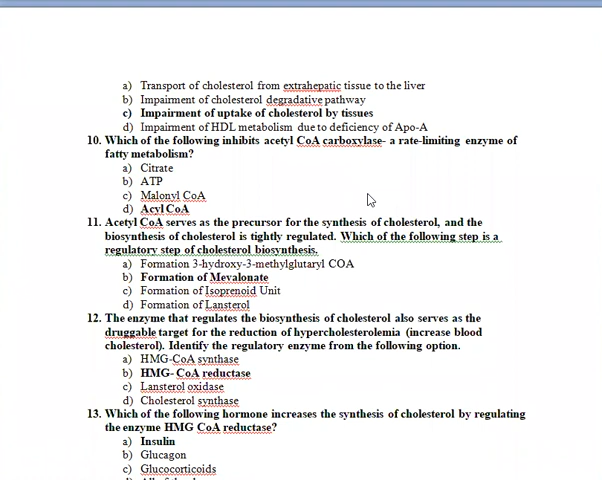 a) Transport of cholesterol from extrahepatic tissue to the liver
b) Impairment of cholesterol degradative pathway
c) Impairment of uptake of cholesterol by tissues
d) Impairment of HDL metabolism due to deficiency of Apo-A
10. Which of the following inhibits acetyl CoA carboxylase- a rate-limiting enzyme of
fatty metabolism?
a) Citrate
b) ATP
c) Malonyl CoA
d) Acyl CoA
11. Acetyl CoA serves as the precursor for the synthesis of cholesterol, and the
biosynthesis of cholesterol is tightly regulated. Which of the following step is a
regulatory step of cholesterol biosynthesis.
a) Formation 3-hydroxy-3-methylglutaryl COA
b) Formation of Mevalonate
c) Formation of Isoprenoid Unit
d) Formation of Lansterol
12. The enzyme that regulates the biosynthesis of cholesterol also serves as the
druggable target for the reduction of hypercholesterolemia (increase blood
cholesterol). Identify the regulatory enzyme from the following option.
a) HMG-CoA synthase
b) HMG- CoA reductase
c) Lansterol oxidase
d) Cholesterol synthase
13. Which of the following hormone increases the synthesis of cholesterol by regulating
the enzyme HMG CoA reductase?
a) Insulin
b) Glucagon
c) Glucocorticoids